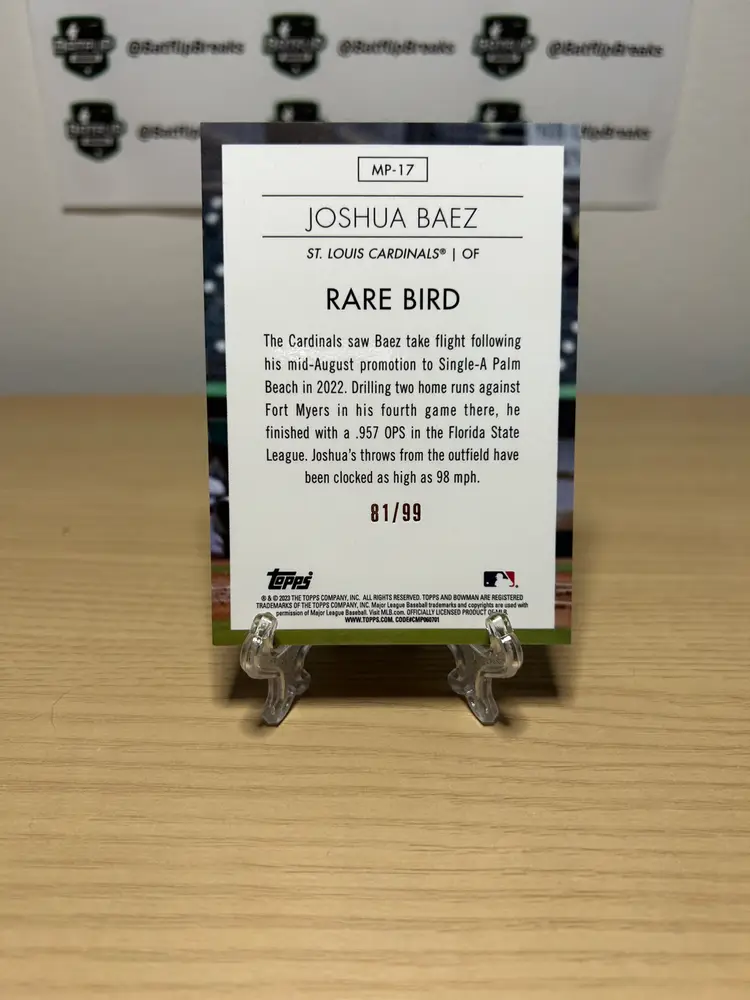 @BatflipBreaks @BatflipBreaks @BatflipBreaks
MP-17
JOSHUA BAEZ
ST. LOUIS CARDINALS® | OF
RARE BIRD
The Cardinals saw Baez take flight following
his mid-August promotion to Single-A Palm
Beach in 2022. Drilling two home runs against
Fort Myers in his fourth game there, he
finished with a .957 OPS in the Florida State
League. Joshua's throws from the outfield have
been clocked as high as 98 mph.
81/99
Topps
® & © 2023 THE TOPPS COMPANY, INC. ALL RIGHTS RESERVED. TOPPS AND BOWMAN ARE REGISTERED
TRADEMARKS OF THE TOPPS COMPANY, INC. Major League Baseball trademarks and copyrights are used with
permission of Major League Baseball. Visit MLB.com. OFFICIALLY LICENSED PRODUCT OF MLB.
WWW.TOPPS.COM. CODE#CMP060701